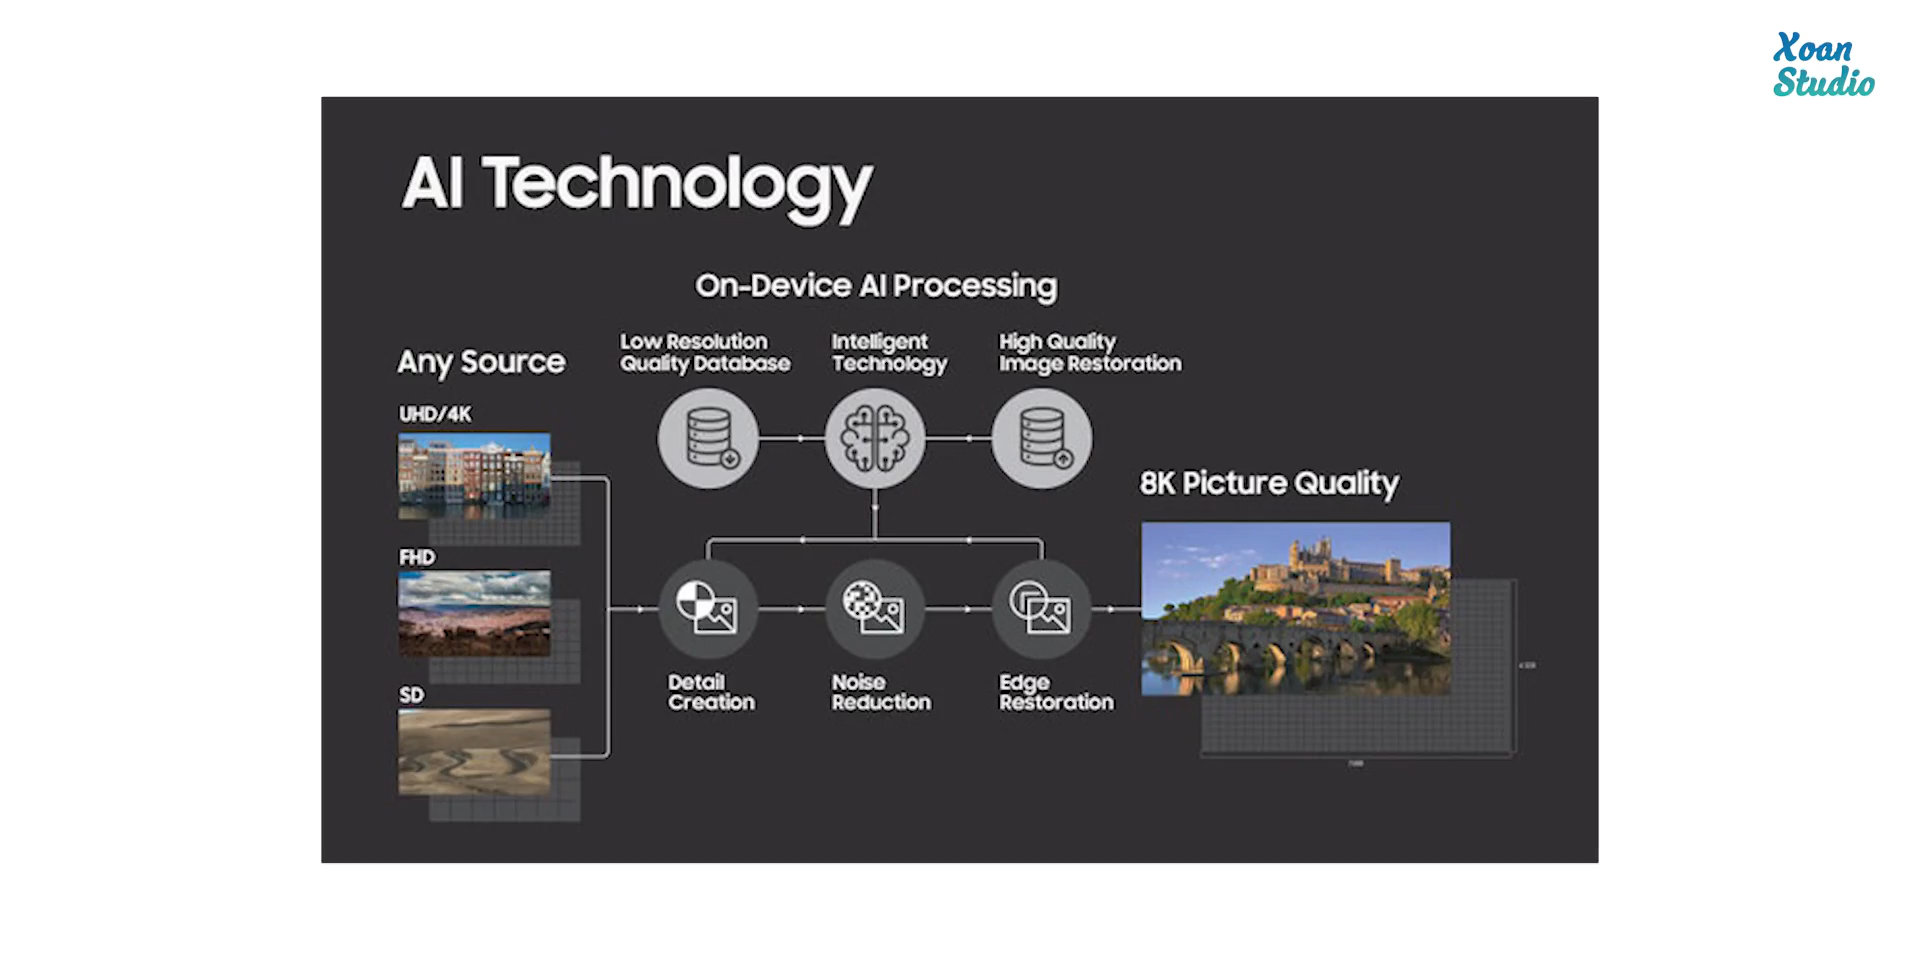 Xoan
Studio
AI Technology
On-Device AI Processing
Any Source
Low Resolution
Quality Database
Intelligent
Technology
High Quality
Image Restoration
UHD/4K
FHD
SD
8K Picture Quality
Detail
Creation
Noise
Reduction
Edge
Restoration